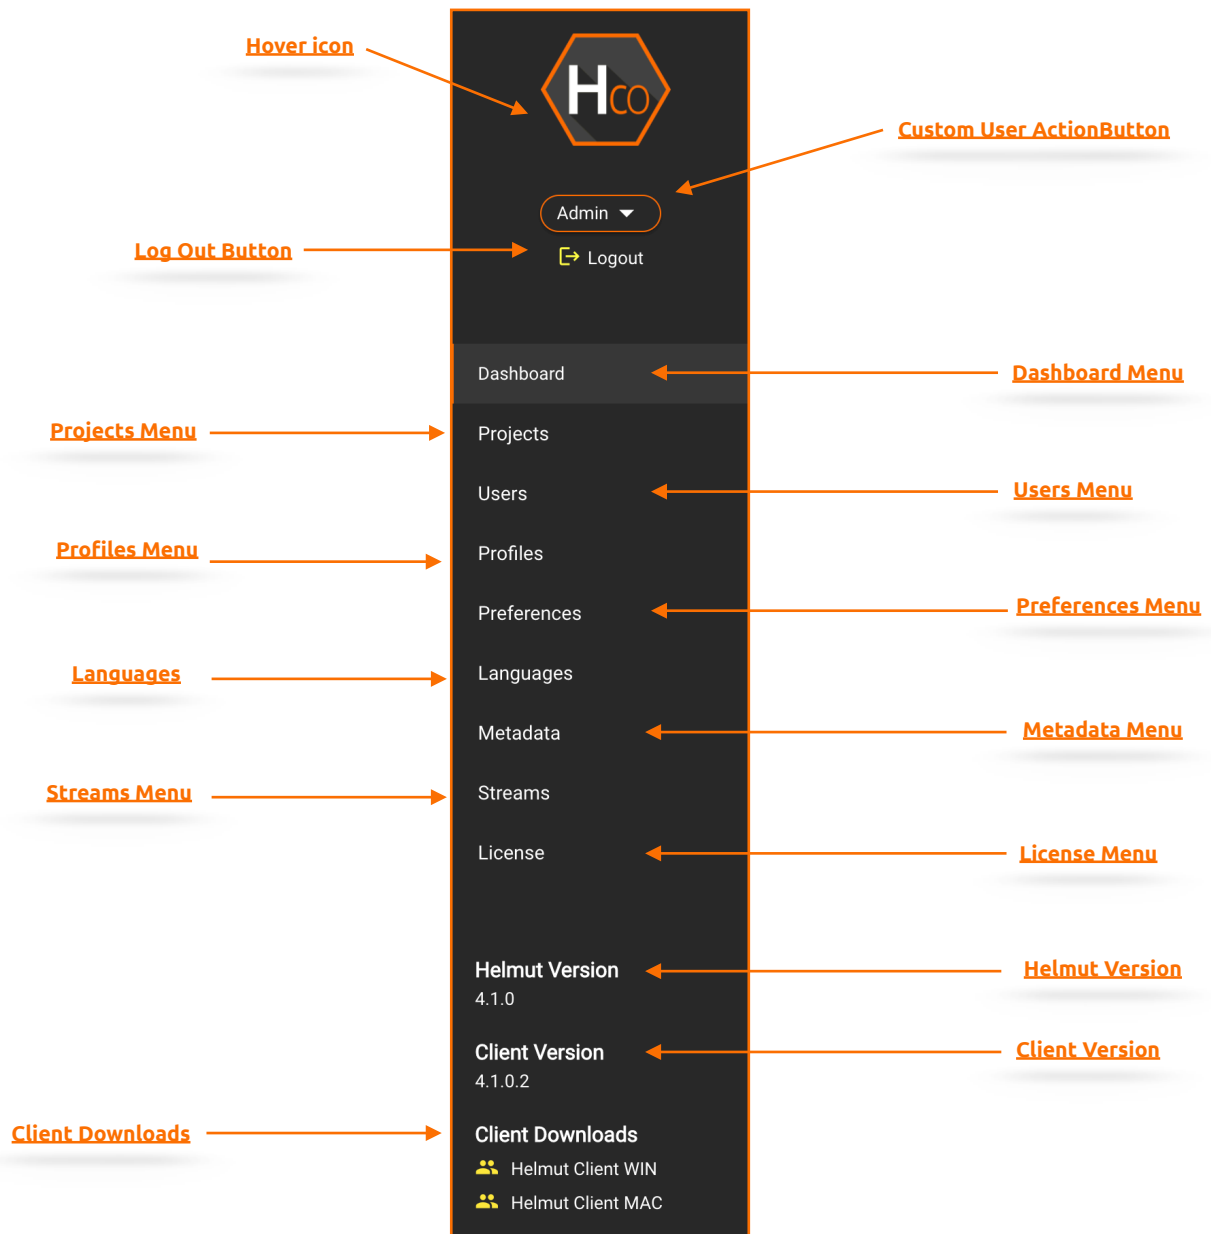 Hover icon
Hco
Custom User ActionButton
Admin
Log Out Button
Logout
Dashboard
Dashboard Menu
Projects Menu
Projects
Users
Users Menu
Profiles Menu
Profiles
Preferences
Preferences Menu
Languages
Languages
Metadata
Metadata Menu
Streams Menu
Streams
License
License Menu
Helmut Version
Helmut Version
4.1.0
Client Version
Client Version
4.1.0.2
Client Downloads
Client Downloads
Helmut Client WIN
Helmut Client MAC